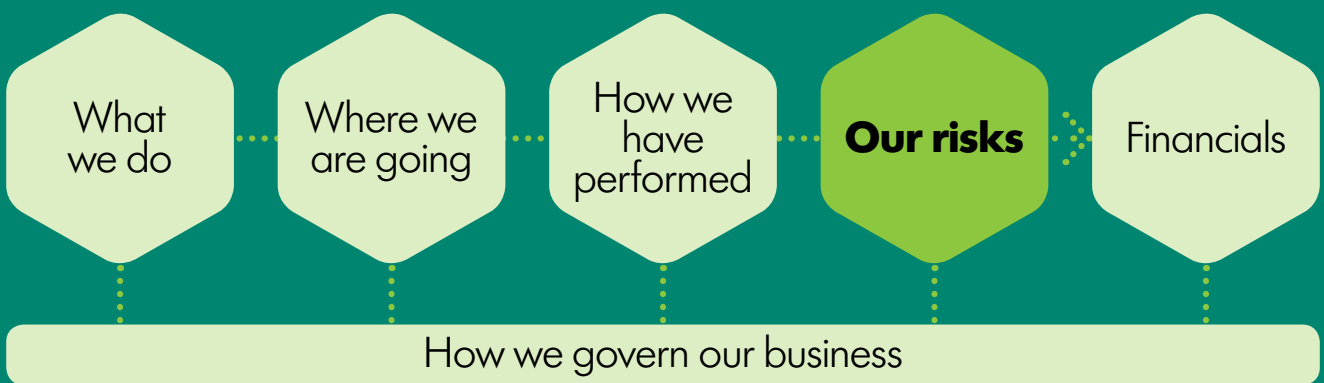 What
we do
Where we
are going
How we
have
performed
Our risks
Financials
How we govern our business